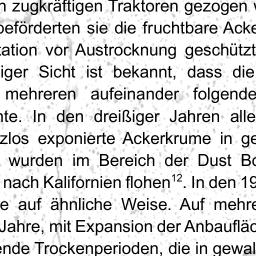 n zugkräftigen Traktoren gezogen
beförderten sie die fruchtbare Acke
tation vor Austrocknung geschützt
iger Sicht ist bekannt, dass die
mehreren aufeinander folgende
nte. In den dreißiger Jahren alle
zlos exponierte Ackerkrume in ge
wurden im Bereich der Dust Bo
nach Kalifornien flohen¹². In den 19
e auf ähnliche Weise. Auf mehre
Jahre, mit Expansion der Anbaufläc
ende Trockenperioden, die in gewal